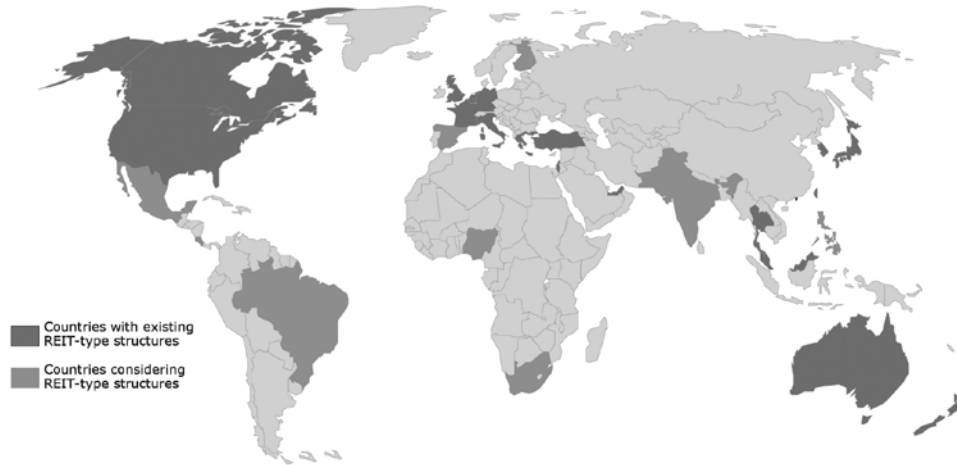 Countries with existing
REIT-type structures
Countries considering
REIT-type structures